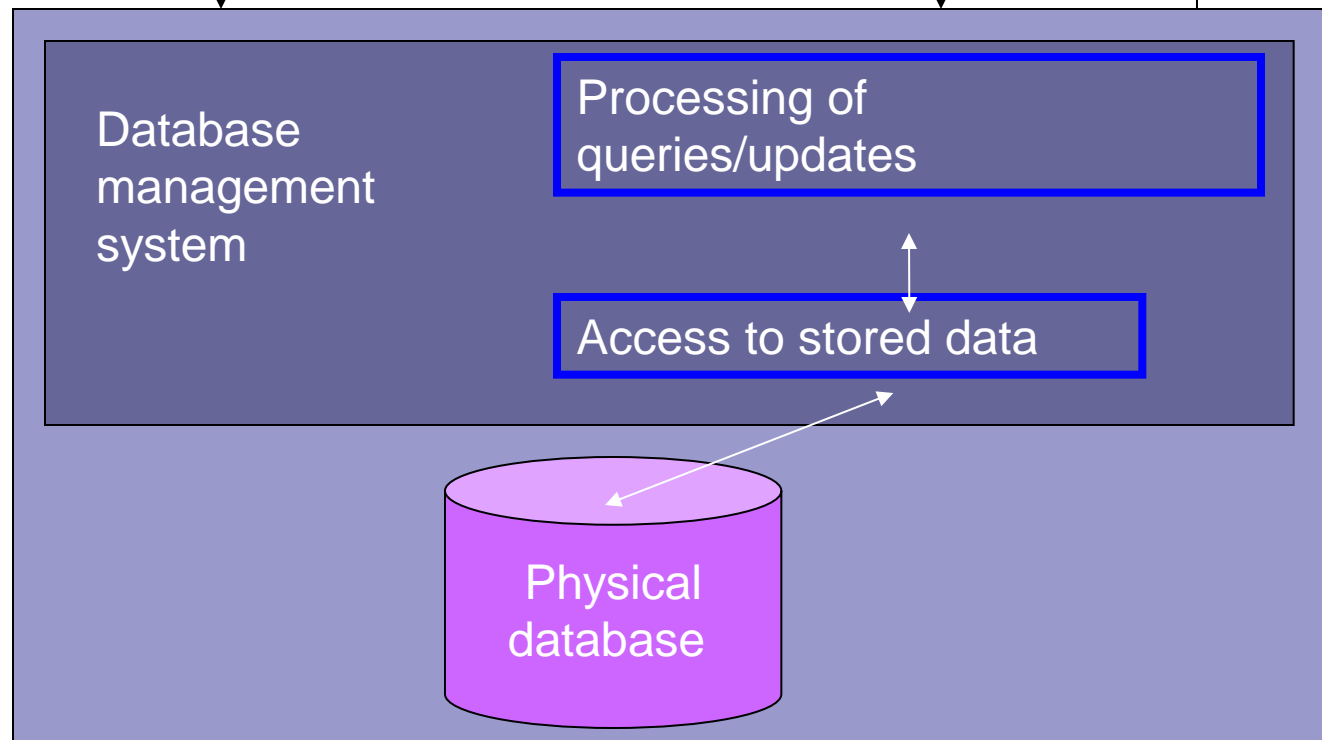 Database
management
system
Processing of
queries/updates
Access to stored data
Physical
database